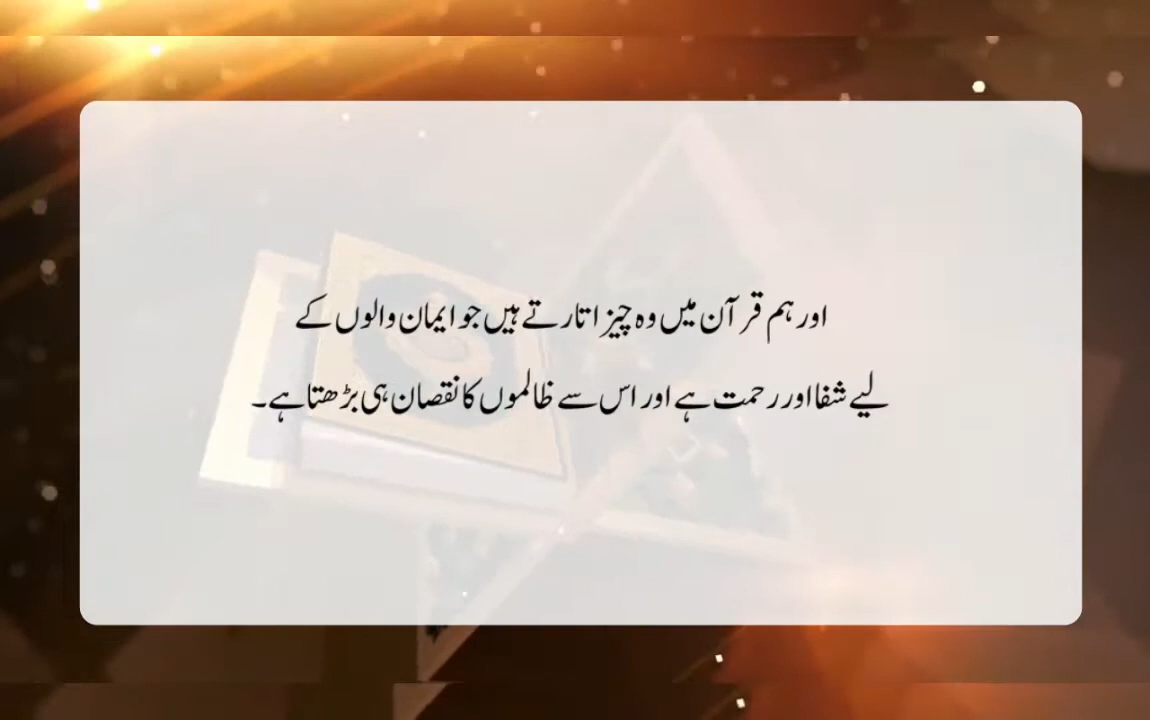 اور ہم قرآن میں وہ چیز اتارتے ہیں جو ایمان والوں کے
لیے شفا اور رحمت ہے اور اس سے ظالموں کا نقصان ہی بڑھتا ہے۔